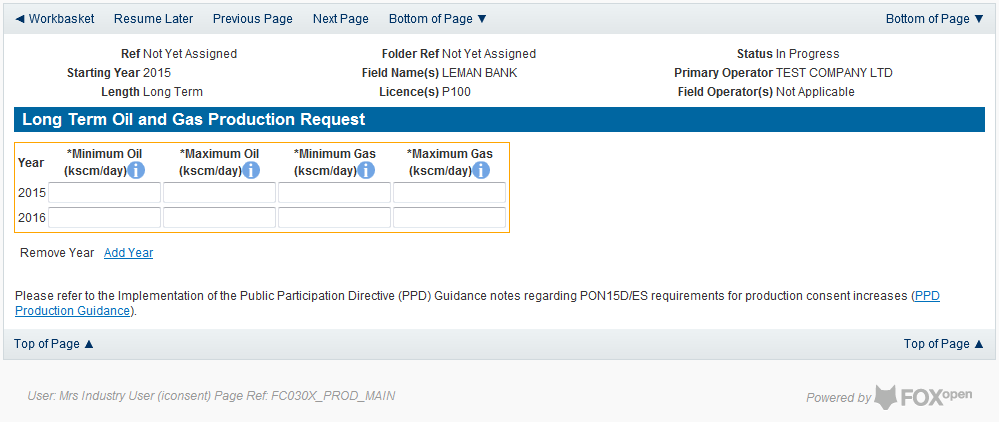 ◄ Workbasket Resume Later Previous Page Next Page Bottom of Page ▼ Bottom of Page ▼
Ref Not Yet Assigned Folder Ref Not Yet Assigned Status In Progress
Starting Year 2015 Field Name(s) LEMAN BANK Primary Operator TEST COMPANY LTD
Length Long Term Licence(s) P100 Field Operator(s) Not Applicable
Long Term Oil and Gas Production Request
Year *Minimum Oil (kscm/day) *Maximum Oil (kscm/day) *Minimum Gas (kscm/day) *Maximum Gas (kscm/day)
2015
2016
Remove Year Add Year
Please refer to the Implementation of the Public Participation Directive (PPD) Guidance notes regarding PON15D/ES requirements for production consent increases (PPD
Production Guidance).
Top of Page ▲ Top of Page ▲
User: Mrs Industry User (iconsent) Page Ref: FC030X_PROD_MAIN
Powered by FOXopen